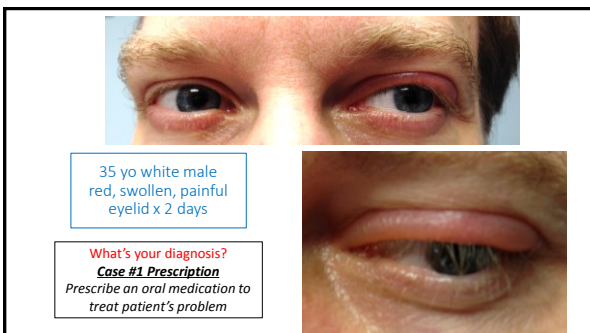 35 yo white male
red, swollen, painful
eyelid x 2 days
What's your diagnosis?
Case #1 Prescription
Prescribe an oral medication to
treat patient's problem